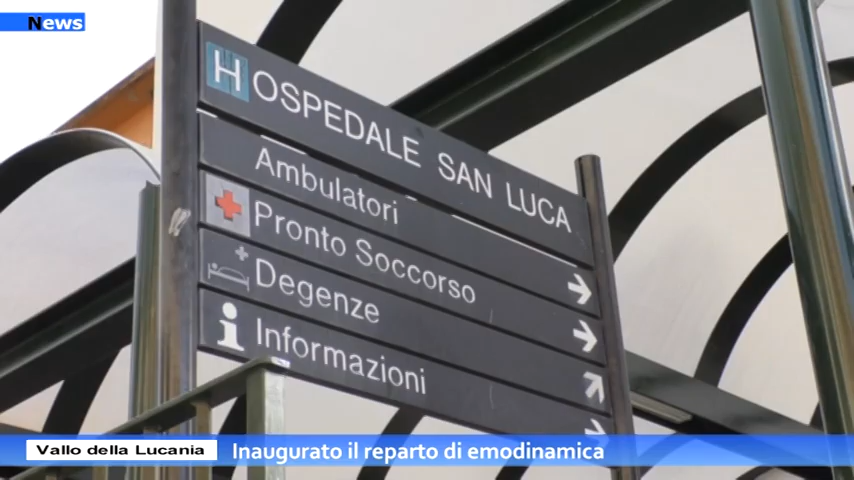 News
HOSPEDALE SAN LUCA
Ambulatori
Pronto Soccorso
Degenze
i Informazioni
Vallo della Lucania
Inaugurato il reparto di emodinamica